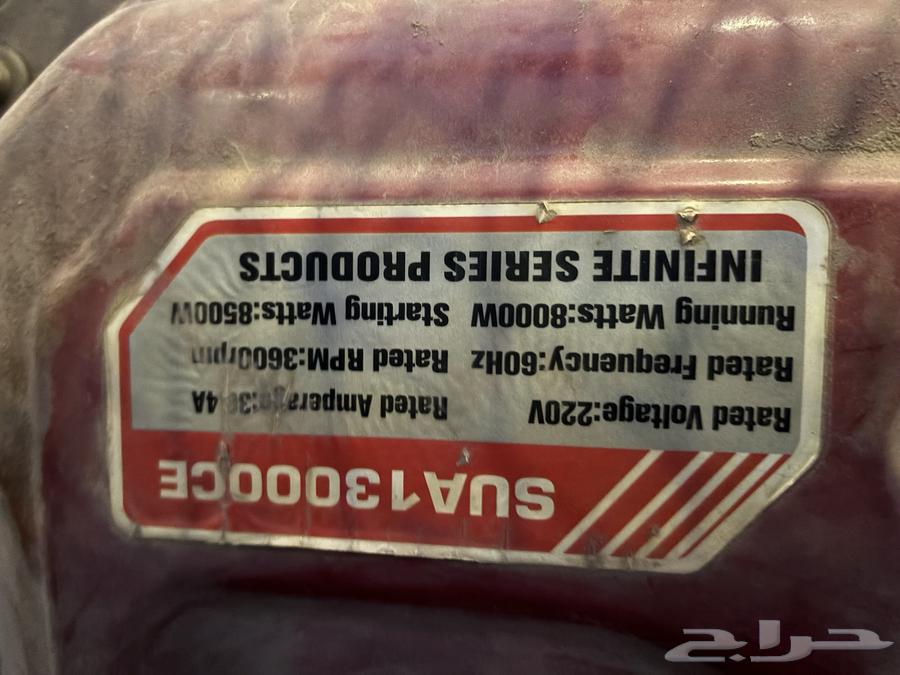 SUA13000CE
Rated Voltage:220V
Rated Frequency:60Hz Rated RPM:3600rpm
Running Watts:8000W Starting Watts:8500W
INFINITE SERIES PRODUCTS
حراج